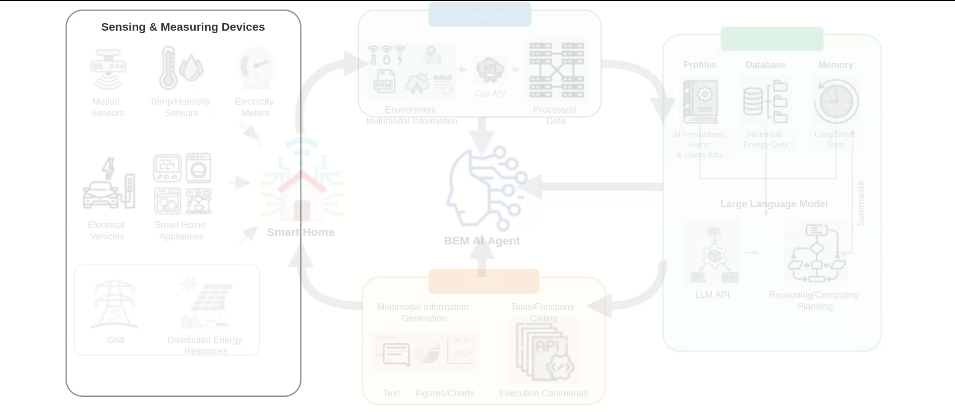 Sensing & Measuring Devices
Motion
Sensors
Temp/Humidity
Sensors
Electricity
Meters
Electrical
Vehicles
Smart Home
Appliances
Grid
Distributed Energy
Resources
Smart Home
Environment
Multimodal Information
Call API
Processed
Data
BEM AI Agent
Multimodal Information
Generation
Tools/Functions
Calling
API
Text
Figures/Charts
Execution Commands
Profiles
Database
Memory
AI Instructions
Home
& Users Info
Historical
Energy Data
Long/Short
Term
Large Language Model
Summarize
LLM API
Reasoning/Computing
Planning